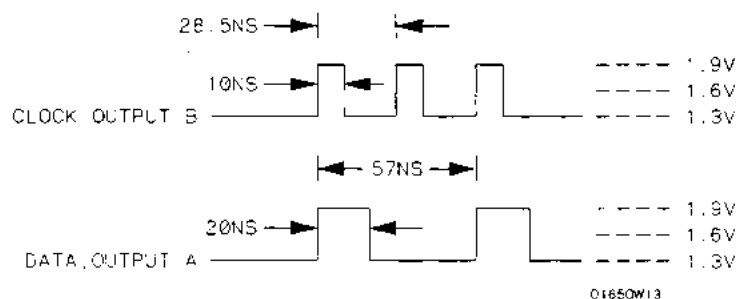 28.5NS
1.9V
10NS
1.6V
CLOCK OUTPUT B
1.3V
57NS
1.9V
20NS
1.6V
DATA, OUTPUT A
1.3V
01650W13